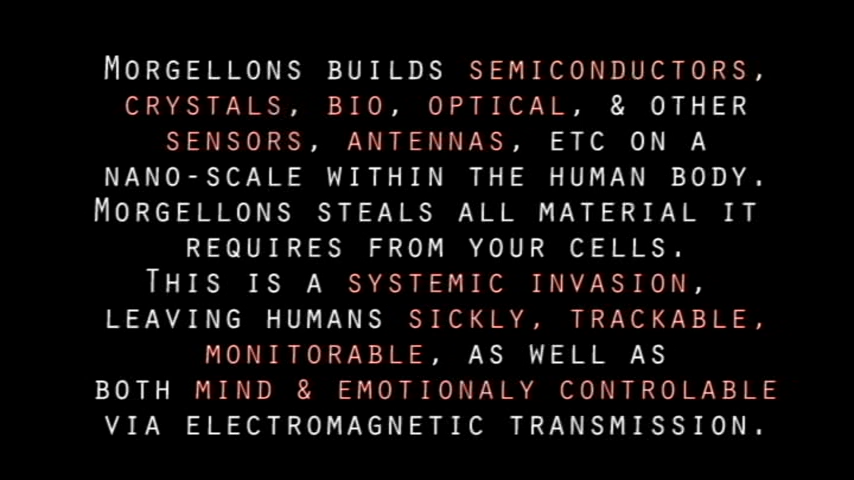 Morgellons builds semiconductors,
crystals, bio, optical, & other
sensors, antennas, etc on a
nano-scale within the human body.
Morgellons steals all material it
requires from your cells.
This is a systemic invasion,
leaving humans sickly, trackable,
monitorable, as well as
both mind & emotionaly controlable
via electromagnetic transmission.